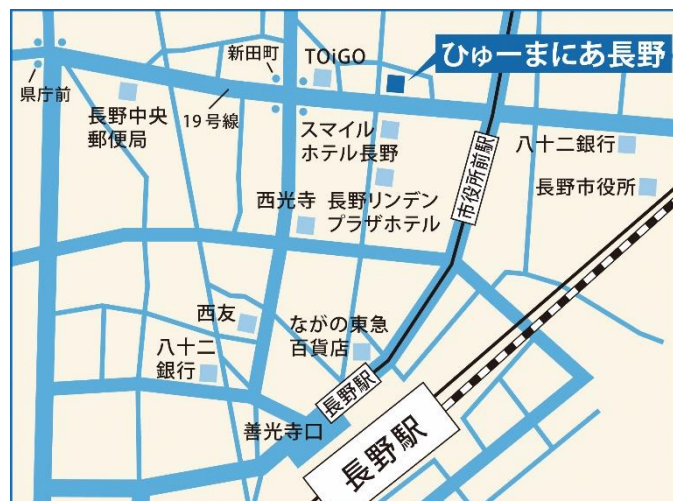 ひゅーまにあ長野
新田町
TOiGO
県庁前
長野中央
郵便局
19号線
スマイル
ホテル長野
八十二銀行
長野市役所
市役所前駅
西光寺
長野リンデン
プラザホテル
西友
ながの東急
百貨店
八十二
銀行
長野駅
善光寺口
長野駅